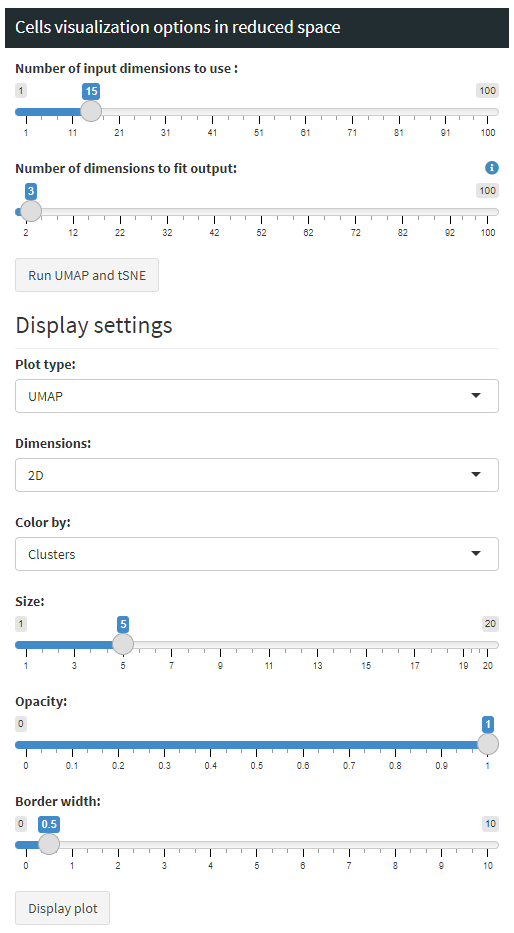 Cells visualization options in reduced space
Number of input dimensions to use :
1 15 100
1 11 21 31 41 51 61 71 81 91 100
Number of dimensions to fit output:
3 100
2 12 22 32 42 52 62 72 82 92 100
Run UMAP and tSNE
Display settings
Plot type:
UMAP
Dimensions:
2D
Color by:
Clusters
Size:
1 5 20
1 3 5 7 9 11 13 15 17 19 20
Opacity:
0 1
0 0.1 0.2 0.3 0.4 0.5 0.6 0.7 0.8 0.9 1
Border width:
0 0.5 10
0 1 2 3 4 5 6 7 8 9 10
Display plot